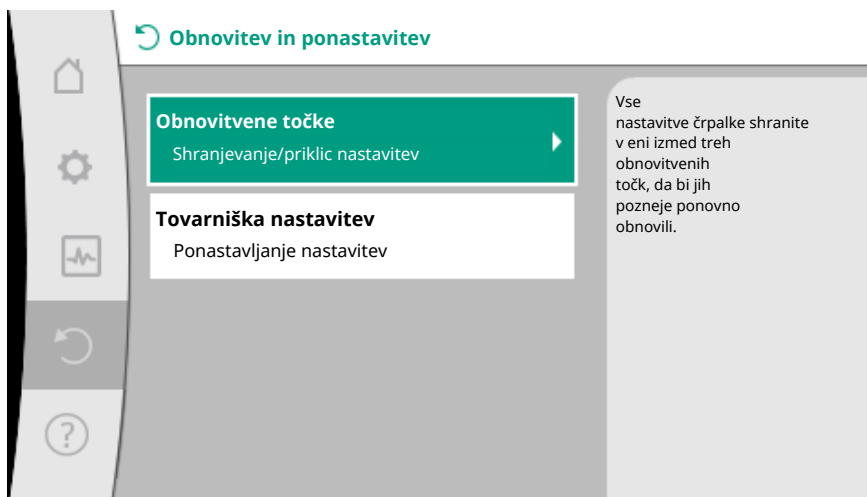 Obnovitev in ponastavitev
Obnovitvene točke
Shranjevanje/priklic nastavitev
Tovarniška nastavitev
Ponastavljanje nastavitev
Vse
nastavitve črpalke shranite
v eni izmed treh
obnovitvenih
točk, da bi jih
pozneje ponovno
obnovili.
?